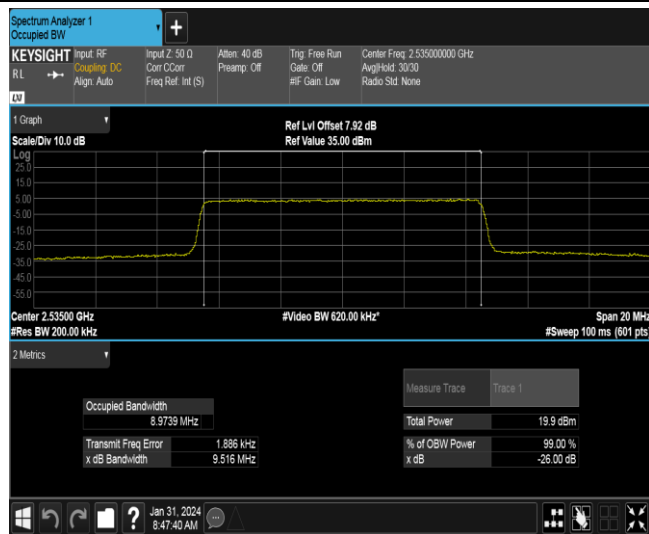 Spectrum Analyzer 1
Occupied BW
+
KEYSIGHT Input: RF Input Z: 50 Ω Atten: 40 dB Trig: Free Run Center Freq: 2.535000000 GHz
RL Coupling: DC Corr CCorr Preamp: Off Gate: Off Avg|Hold: 30/30
Align: Auto Freq Ref: Int (S) #IF Gain: Low Radio Std: None
LXI
1 Graph
Ref Lvl Offset 7.92 dB
Scale/Div 10.0 dB Ref Value 35.00 dBm
Log
25.0
15.0
5.00
-5.00
-15.0
-25.0
-35.0
-45.0
-55.0
Center 2.53500 GHz #Video BW 620.00 kHz* Span 20 MHz
#Res BW 200.00 kHz #Sweep 100 ms (601 pts)
2 Metrics
Measure Trace Trace 1
Occupied Bandwidth
8.9739 MHz Total Power 19.9 dBm
Transmit Freq Error 1.886 kHz % of OBW Power 99.00 %
x dB Bandwidth 9.516 MHz x dB -26.00 dB
? Jan 31, 2024
8:47:40 AM